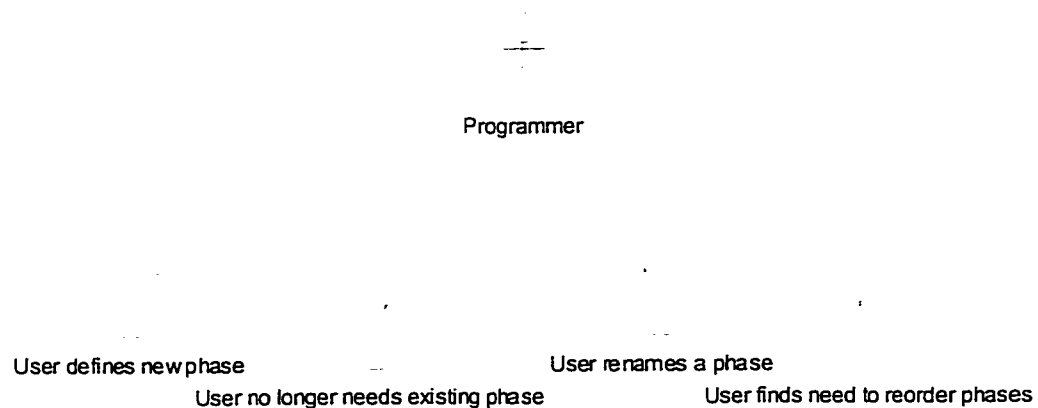 Programmer
User defines new phase
User renames a phase
User no longer needs existing phase
User finds need to reorder phases